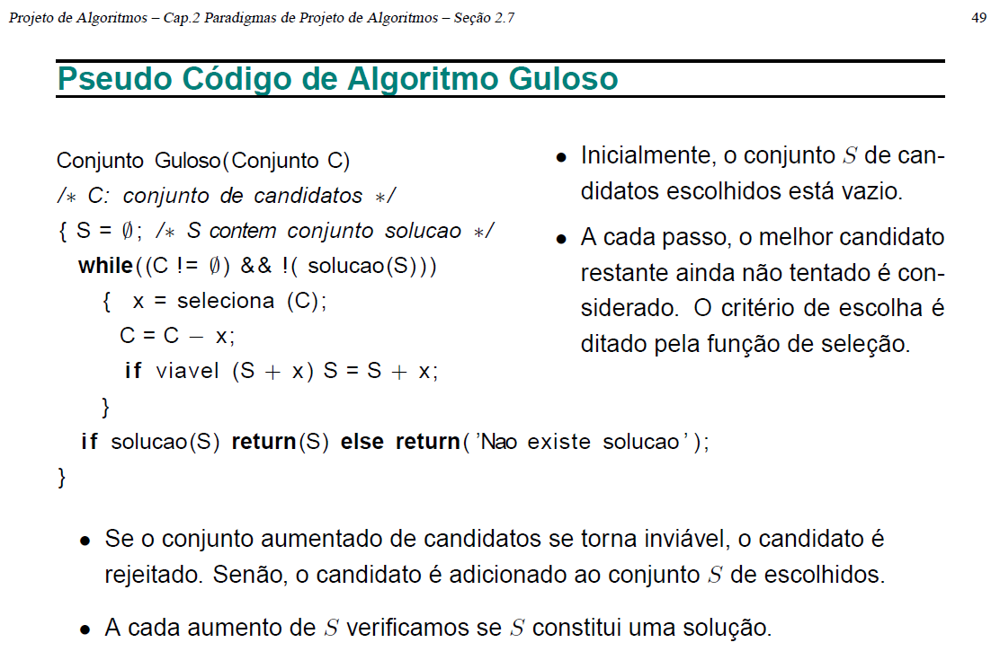 Projeto de Algoritmos – Cap.2 Paradigmas de Projeto de Algoritmos – Seção 2.7
49
Pseudo Código de Algoritmo Guloso
Conjunto Guloso(Conjunto C)
/∗ C: conjunto de candidatos ∗/
{ S = ∅; /∗ S contem conjunto solucao ∗/
while((C != ∅) && !( solucao(S)))
{ x = seleciona (C);
C = C − x;
if viavel (S + x) S = S + x;
}
if solucao(S) return(S) else return( 'Nao existe solucao' );
}
• Inicialmente, o conjunto S de can-
didatos escolhidos está vazio.
• A cada passo, o melhor candidato
restante ainda não tentado é con-
siderado. O critério de escolha é
ditado pela função de seleção.
• Se o conjunto aumentado de candidatos se torna inviável, o candidato é
rejeitado. Senão, o candidato é adicionado ao conjunto S de escolhidos.
• A cada aumento de S verificamos se S constitui uma solução.